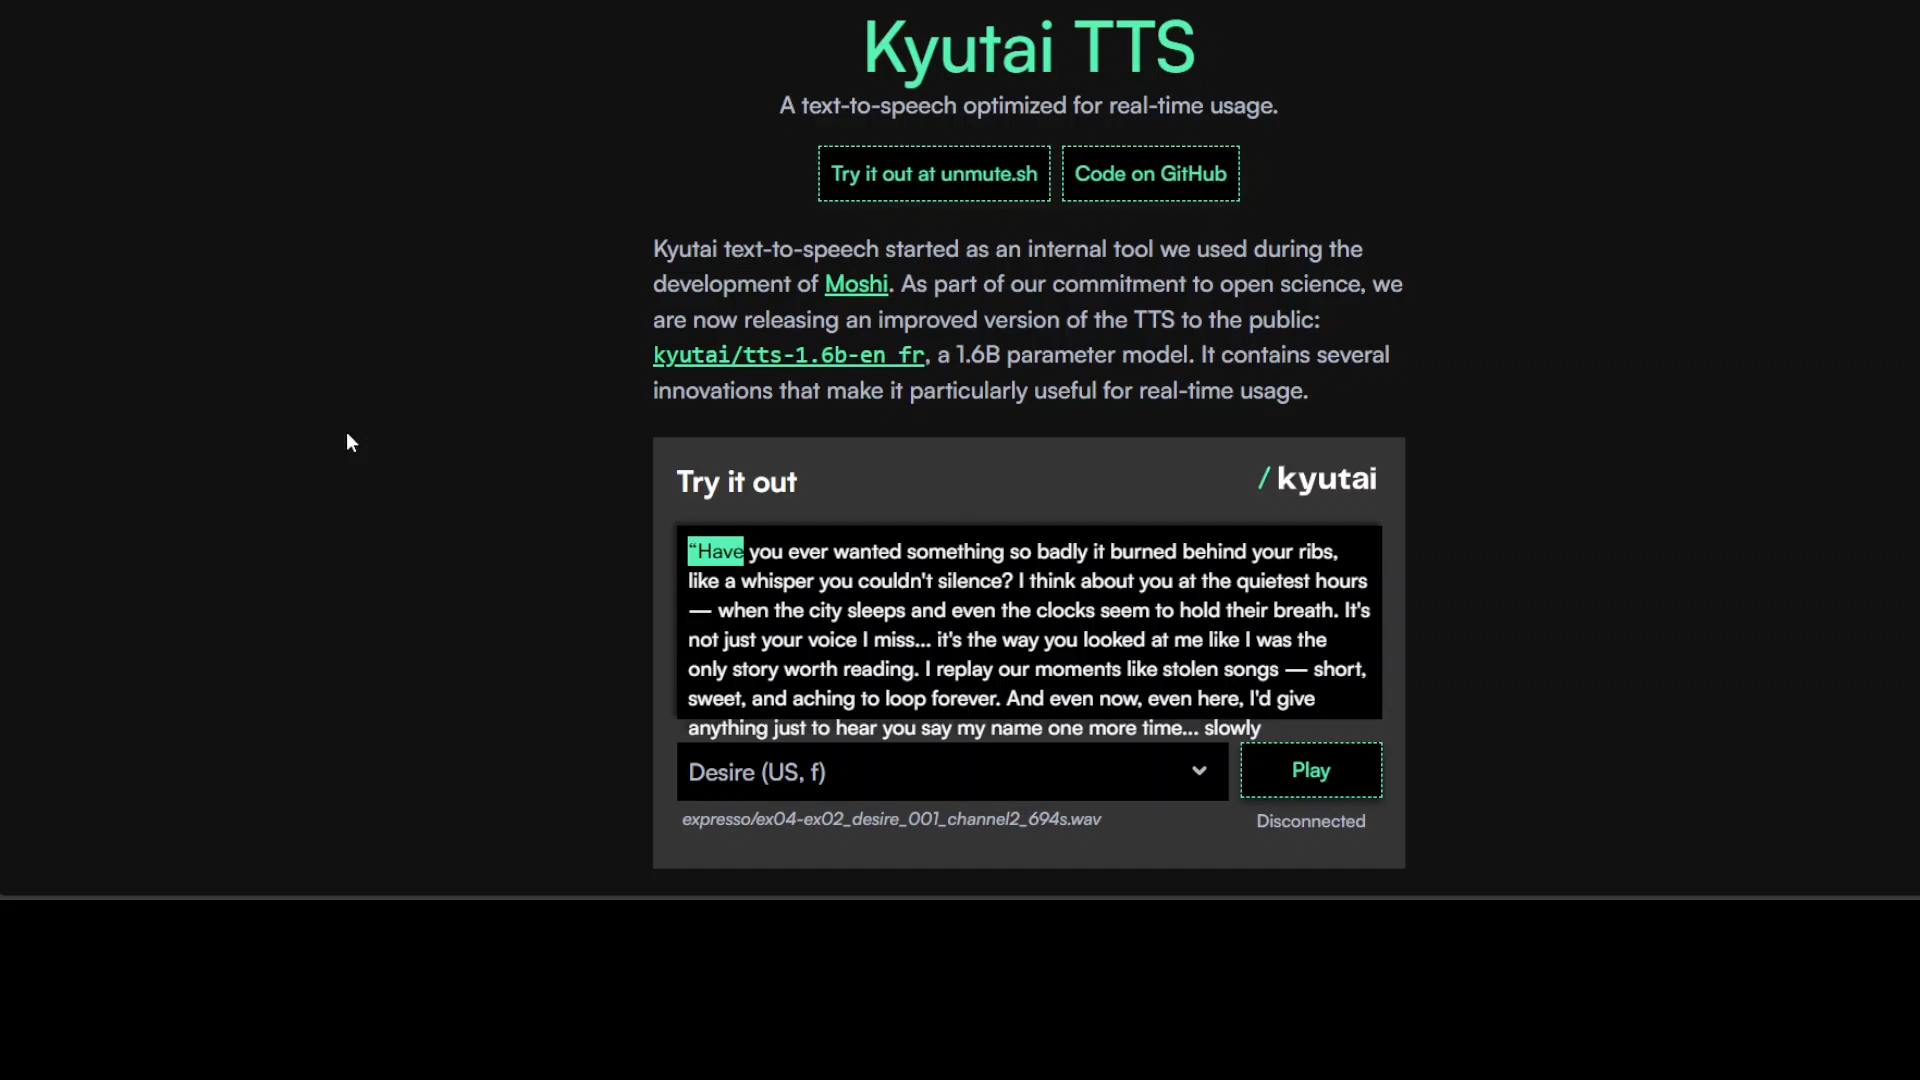 Kyutai TTS
A text-to-speech optimized for real-time usage.
Try it out at unmute.sh
Code on GitHub
Kyutai text-to-speech started as an internal tool we used during the
development of Moshi. As part of our commitment to open science, we
are now releasing an improved version of the TTS to the public:
kyutai/tts-1.6b-en_fr, a 1.6B parameter model. It contains several
innovations that make it particularly useful for real-time usage.
Try it out
/ kyutai
“Have you ever wanted something so badly it burned behind your ribs,
like a whisper you couldn't silence? I think about you at the quietest hours
— when the city sleeps and even the clocks seem to hold their breath. It's
not just your voice I miss... it's the way you looked at me like I was the
only story worth reading. I replay our moments like stolen songs — short,
sweet, and aching to loop forever. And even now, even here, I'd give
anything just to hear you say my name one more time... slowly
Desire (US, f)
Play
expresso/ex04-ex02_desire_001_channel2_694s.wav
Disconnected